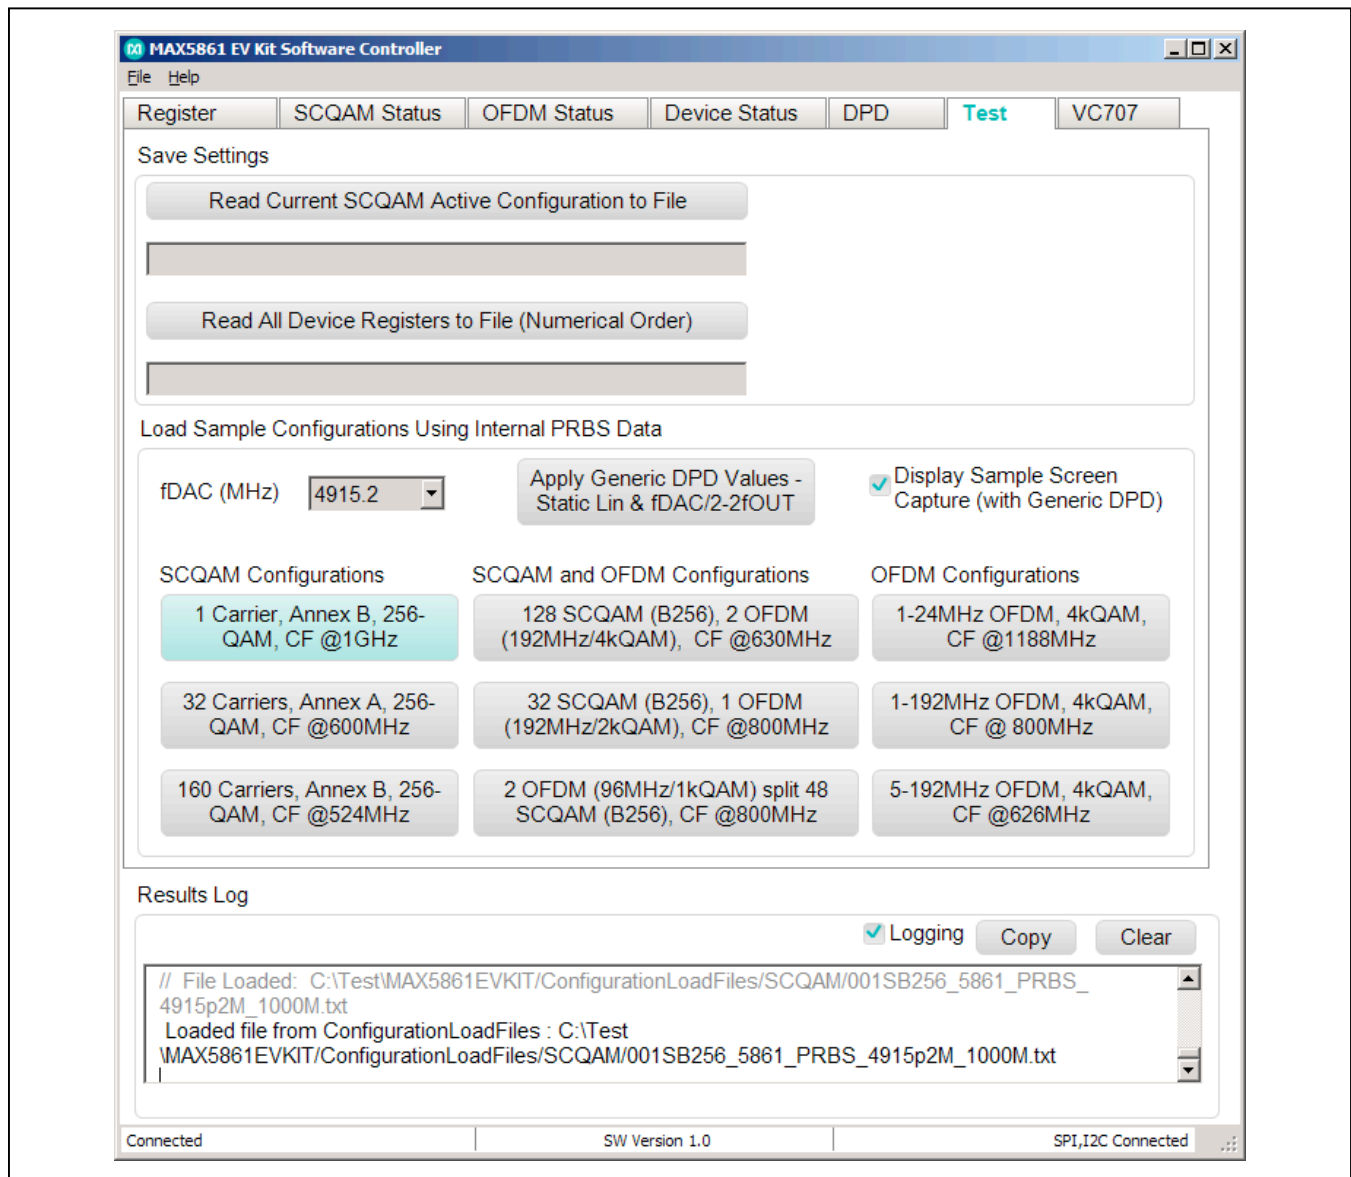 MAX5861 EV Kit Software Controller
File Help
Register SCQAM Status OFDM Status Device Status DPD Test VC707
Save Settings
Read Current SCQAM Active Configuration to File
Read All Device Registers to File (Numerical Order)
Load Sample Configurations Using Internal PRBS Data
fDAC (MHz) 4915.2
Apply Generic DPD Values -
Static Lin & fDAC/2-2fOUT
Display Sample Screen
Capture (with Generic DPD)
SCQAM Configurations
SCQAM and OFDM Configurations
OFDM Configurations
1 Carrier, Annex B, 256-
QAM, CF @1GHz
128 SCQAM (B256), 2 OFDM
(192MHz/4kQAM), CF @630MHz
1-24MHz OFDM, 4kQAM,
CF @1188MHz
32 Carriers, Annex A, 256-
QAM, CF @600MHz
32 SCQAM (B256), 1 OFDM
(192MHz/2kQAM), CF @800MHz
1-192MHz OFDM, 4kQAM,
CF @ 800MHz
160 Carriers, Annex B, 256-
QAM, CF @524MHz
2 OFDM (96MHz/1kQAM) split 48
SCQAM (B256), CF @800MHz
5-192MHz OFDM, 4kQAM,
CF @626MHz
Results Log
Logging Copy Clear
// File Loaded: C:\Test\MAX5861EVKIT/ConfigurationLoadFiles/SCQAM/001SB256_5861_PRBS_
4915p2M_1000M.txt
Loaded file from ConfigurationLoadFiles : C:\Test
\MAX5861EVKIT/ConfigurationLoadFiles/SCQAM/001SB256_5861_PRBS_4915p2M_1000M.txt
Connected SW Version 1.0 SPI,I2C Connected